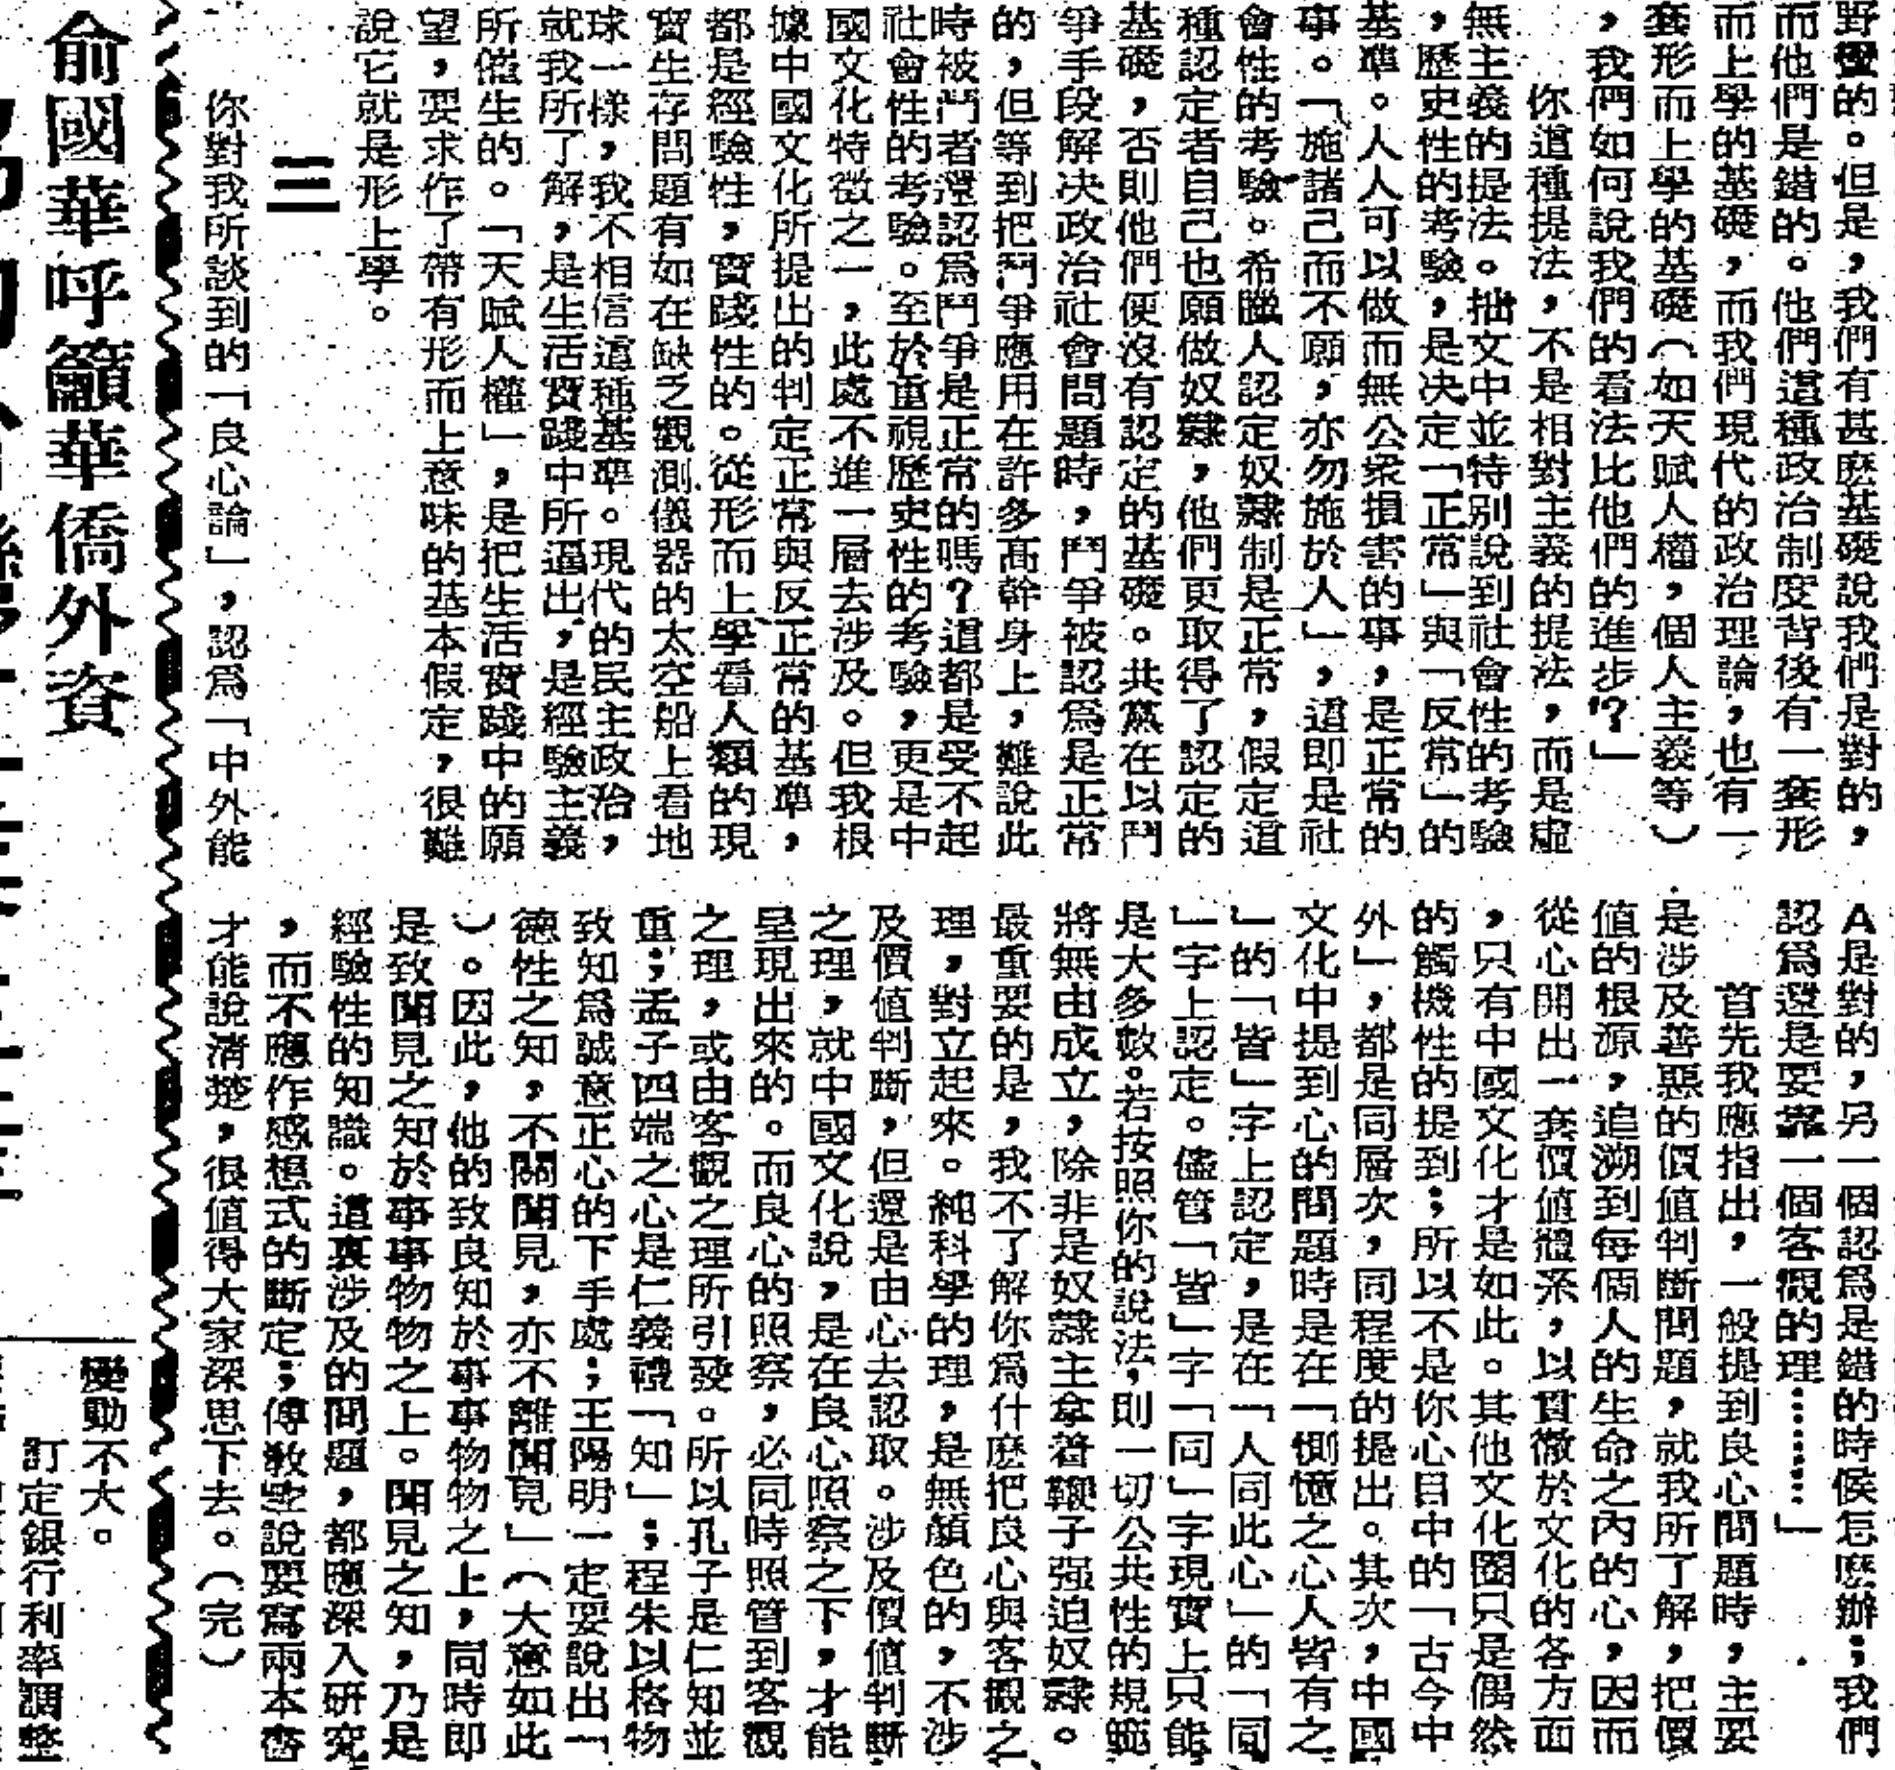 野蠻的。但是，我們有甚麼基礎說我們是對的，
而他們是錯的。他們這種政治制度背後有一套形
而上學的基礎，而我們現代的政治理論，也有一
套形而上學的基礎（如天賦人權，個人主義等）
，我們如何說我們的看法比他們的進步？」
你這種提法，不是相對主義的提法，而是虛
無主義的提法。拙文中並特別說到社會性的考驗
，歷史性的考驗，是決定「正常」與「反常」的
基準。人人可以做而無公衆損害的事，是正常的
事。「施諸己而不願，亦勿施於人」，這即是社
會性的考驗。希臘人認定奴隸制是正常，假定這
種認定者自己也願做奴隸，他們更取得了認定的
基礎，否則他們便沒有認定的基礎。共黨在以鬥
爭手段解決政治社會問題時，鬥爭被認爲是正常
的，但等到把鬥爭應用在許多高幹身上，難說此
時被鬥者還認爲鬥爭是正常的嗎？這都是受不起
社會性的考驗。至於重視歷史性的考驗，更是中
國文化特徵之一，此處不進一層去涉及。但我根
據中國文化所提出的判定正常與反正常的基準，
都是經驗性，實踐性的。從形而上學看人類的現
實生存問題有如在缺乏觀測儀器的太空船上看地
球一樣，我不相信這種基準。現代的民主政治，
就我所了解，是生活實踐中所逼出，是經驗主義
所催生的。「天賦人權」，是把生活實踐中的願
望，要求作了帶有形而上意味的基本假定，很難
說它就是形上學。
三
你對我所談到的「良心論」，認爲「中外能
A是對的，另一個認爲是錯的時候怎麼辦；我們
認爲還是要靠一個客觀的理⋯⋯」
首先我應指出，一般提到良心問題時，主要
是涉及善惡的價值判斷問題，就我所了解，把價
值的根源，追溯到每個人的生命之內的心，因而
從心開出一套價值體系，以貫徹於文化的各方面
，只有中國文化才是如此。其他文化圈只是偶然
的觸機性的提到；所以不是你心目中的「古今中
外」，都是同層次，同程度的提出。其次，中國
文化中提到心的問題時是在「惻憶之心人皆有之
」的「皆」字上認定，是在「人同此心」的「同
」字上認定。儘管「皆」字「同」字現實上只能
是大多數。若按照你的說法，則一切公共性的規範
將無由成立，除非是奴隸主拿着鞭子强迫奴隸。
最重要的是，我不了解你爲什麼把良心與客觀之
理，對立起來。純科學的理，是無顏色的，不涉
及價值判斷，但還是由心去認取。涉及價值判斷
之理，就中國文化說，是在良心照察之下，才能
呈現出來的。而良心的照察，必同時照管到客觀
之理，或由客觀之理所引發。所以孔子是仁知並
重；孟子四端之心是仁義禮「知」；程朱以格物
致知爲誠意正心的下手處；王陽明一定要說出「
德性之知，不關聞見，亦不離聞見」（大意如此
）。因此，他的致良知於事事物物之上，同時即
是致聞見之知於事事物物之上。聞見之知，乃是
經驗性的知識。這裏涉及的問題，都應深入研究
，而不應作感想式的斷定；傅教授說要寫兩本書
才能說清楚，很值得大家深思下去。（完）
俞國華呼籲華僑外資
變動不大。
訂定銀行利率調整